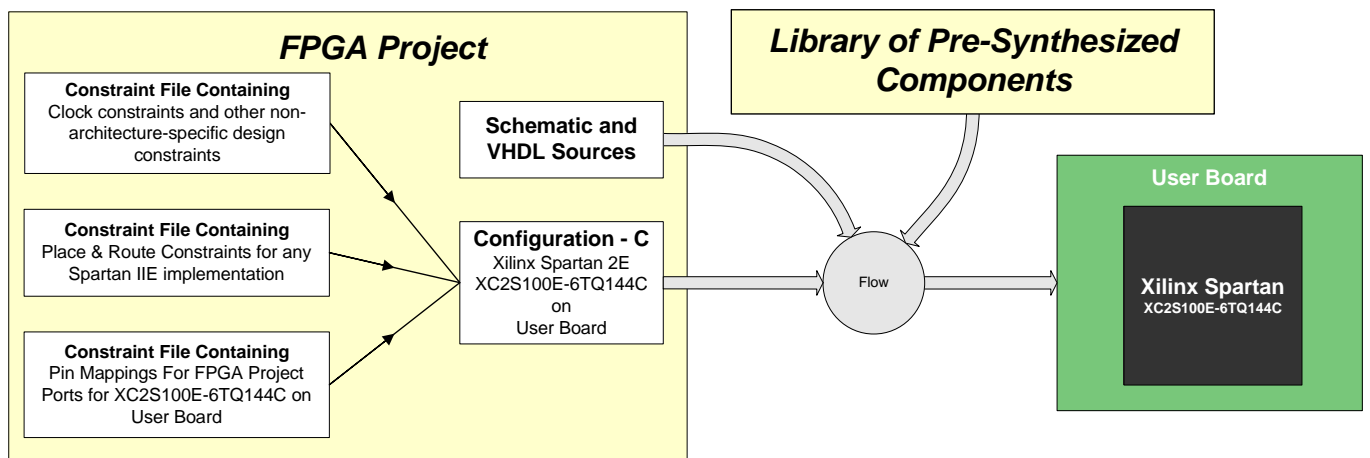 FPGA Project
Constraint File Containing
Clock constraints and other non-
architecture-specific design
constraints
Constraint File Containing
Place & Route Constraints for any
Spartan IIE implementation
Constraint File Containing
Pin Mappings For FPGA Project
Ports for XC2S100E-6TQ144C on
User Board
Schematic and
VHDL Sources
Configuration - C
Xilinx Spartan 2E
XC2S100E-6TQ144C
on
User Board
Library of Pre-Synthesized
Components
Flow
User Board
Xilinx Spartan
XC2S100E-6TQ144C